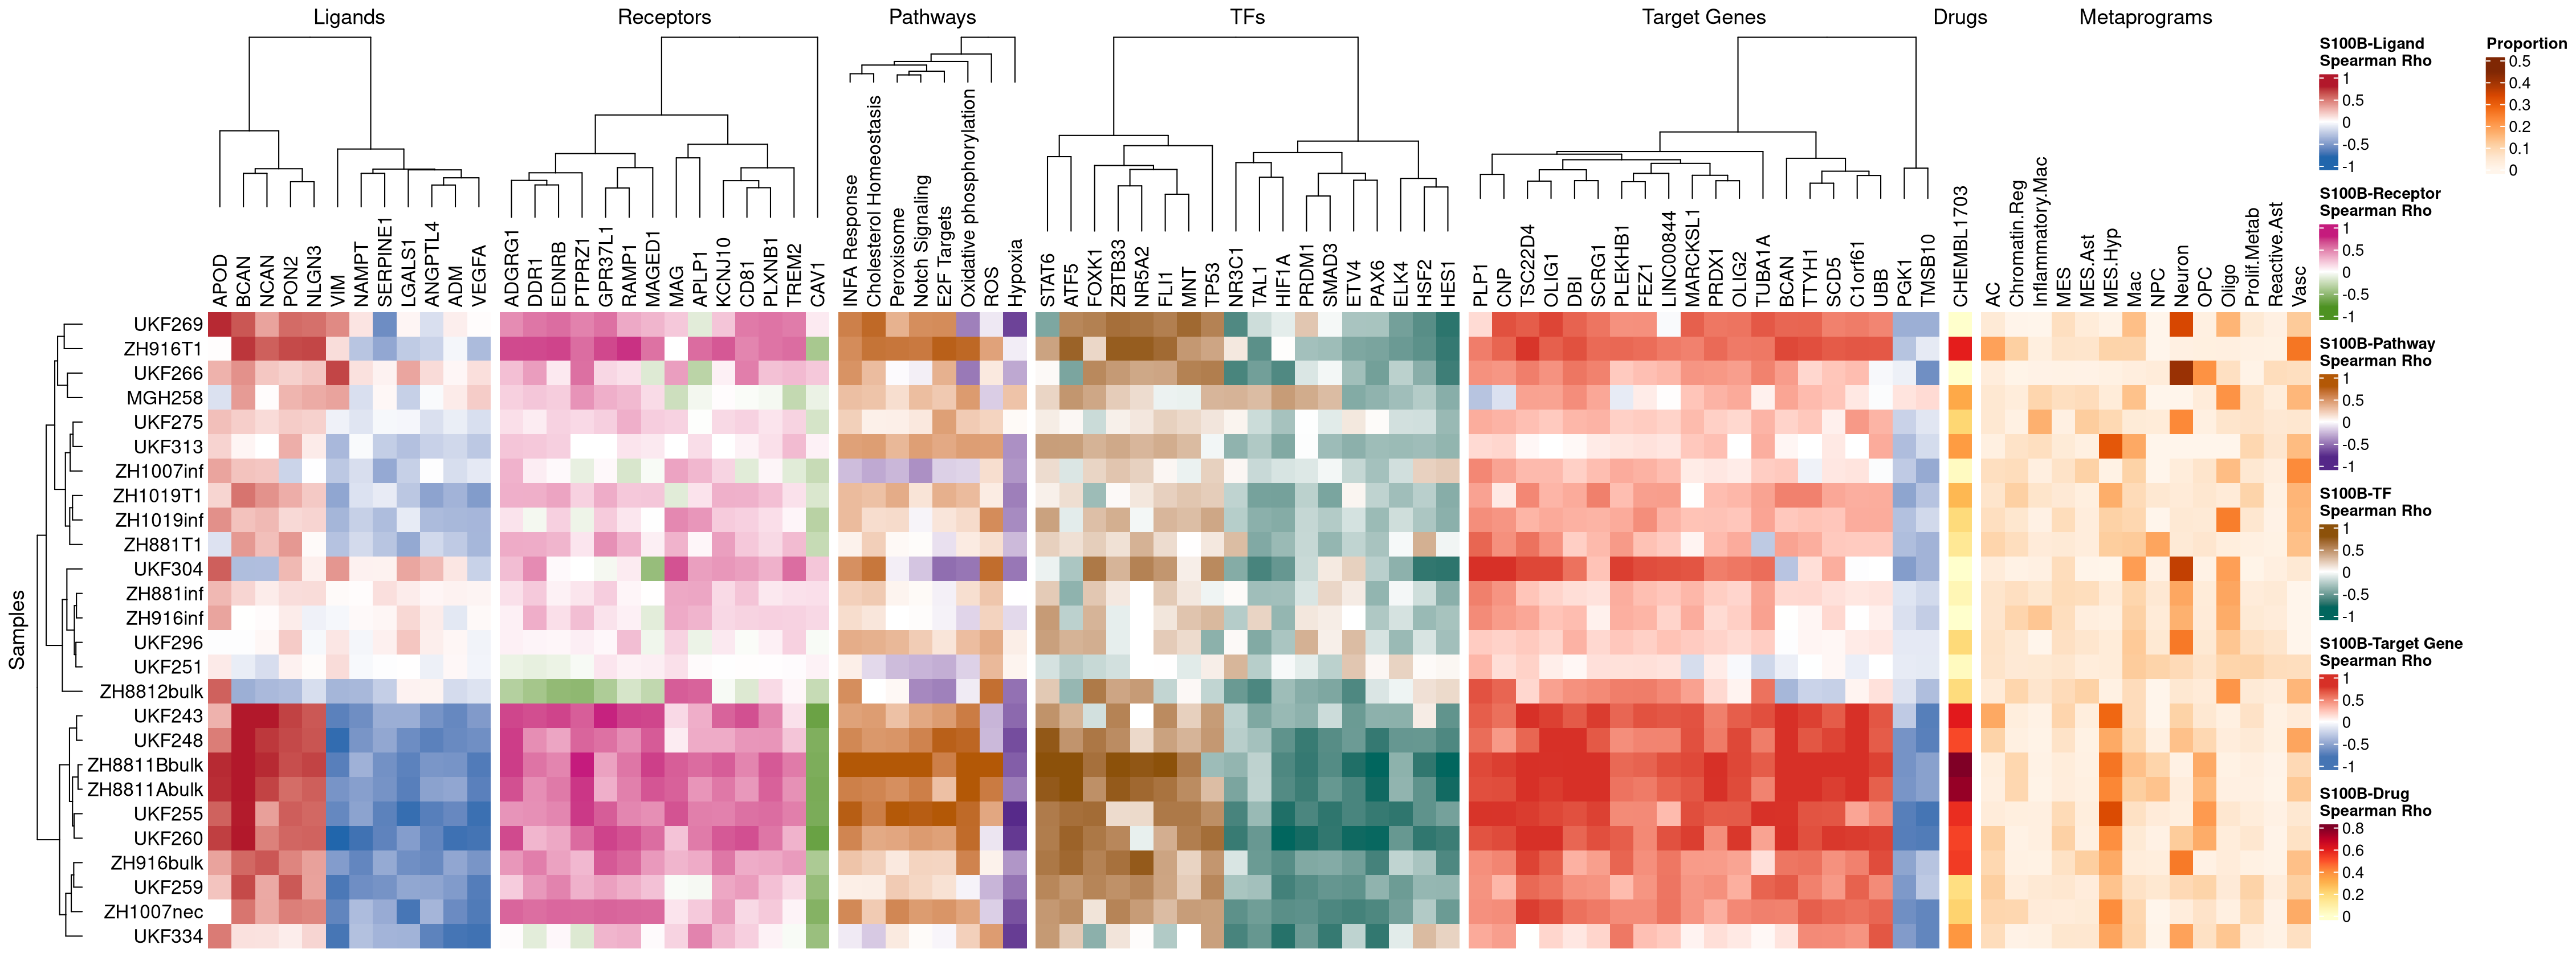 Ligands
Receptors
Pathways
TFs
Target Genes
Drugs
Metaprograms
APOD
BCAN
NCAN
PON2
NLGN3
VIM
NAMPT
SERPINE1
LGALS1
ANGPTL4
ADM
VEGFA
ADGRG1
DDR1
EDNRB
PTPRZ1
GPR37L1
RAMP1
MAGED1
MAG
APLP1
KCNJ10
CD81
PLXNB1
TREM2
CAV1
INFA Response
Cholesterol Homeostasis
Peroxisome
Notch Signaling
E2F Targets
Oxidative phosphorylation
ROS
Hypoxia
STAT6
ATF5
FOXK1
ZBTB33
NR5A2
FLI1
MNT
TP53
NR3C1
TAL1
HIF1A
PRDM1
SMAD3
ETV4
PAX6
ELK4
HSF2
HES1
PLP1
CNP
TSC22D4
OLIG1
DBI
SCRG1
PLEKHB1
FEZ1
LINC00844
MARCKSL1
PRDX1
OLIG2
TUBA1A
BCAN
TTYH1
SCD5
C1orf61
UBB
PGK1
TMSB10
CHEMBL1703
AC
Chromatin.Reg
Inflammatory.Mac
MES
MES.Ast
MES.Hyp
Mac
NPC
Neuron
OPC
Oligo
Prolif.Metab
Reactive.Ast
Vasc
Samples
UKF269
ZH916T1
UKF266
MGH258
UKF275
UKF313
ZH1007inf
ZH1019T1
ZH1019inf
ZH881T1
UKF304
ZH881inf
ZH916inf
UKF296
UKF251
ZH8812bulk
UKF243
UKF248
ZH8811Bbulk
ZH8811Abulk
UKF255
UKF260
ZH916bulk
UKF259
ZH1007nec
UKF334
S100B-Ligand
Spearman Rho
1
0.5
0
-0.5
-1
S100B-Receptor
Spearman Rho
1
0.5
0
-0.5
-1
S100B-Pathway
Spearman Rho
1
0.5
0
-0.5
-1
S100B-TF
Spearman Rho
1
0.5
0
-0.5
-1
S100B-Target Gene
Spearman Rho
1
0.5
0
-0.5
-1
S100B-Drug
Spearman Rho
0.8
0.6
0.4
0.2
0
Proportion
0.5
0.4
0.3
0.2
0.1
0